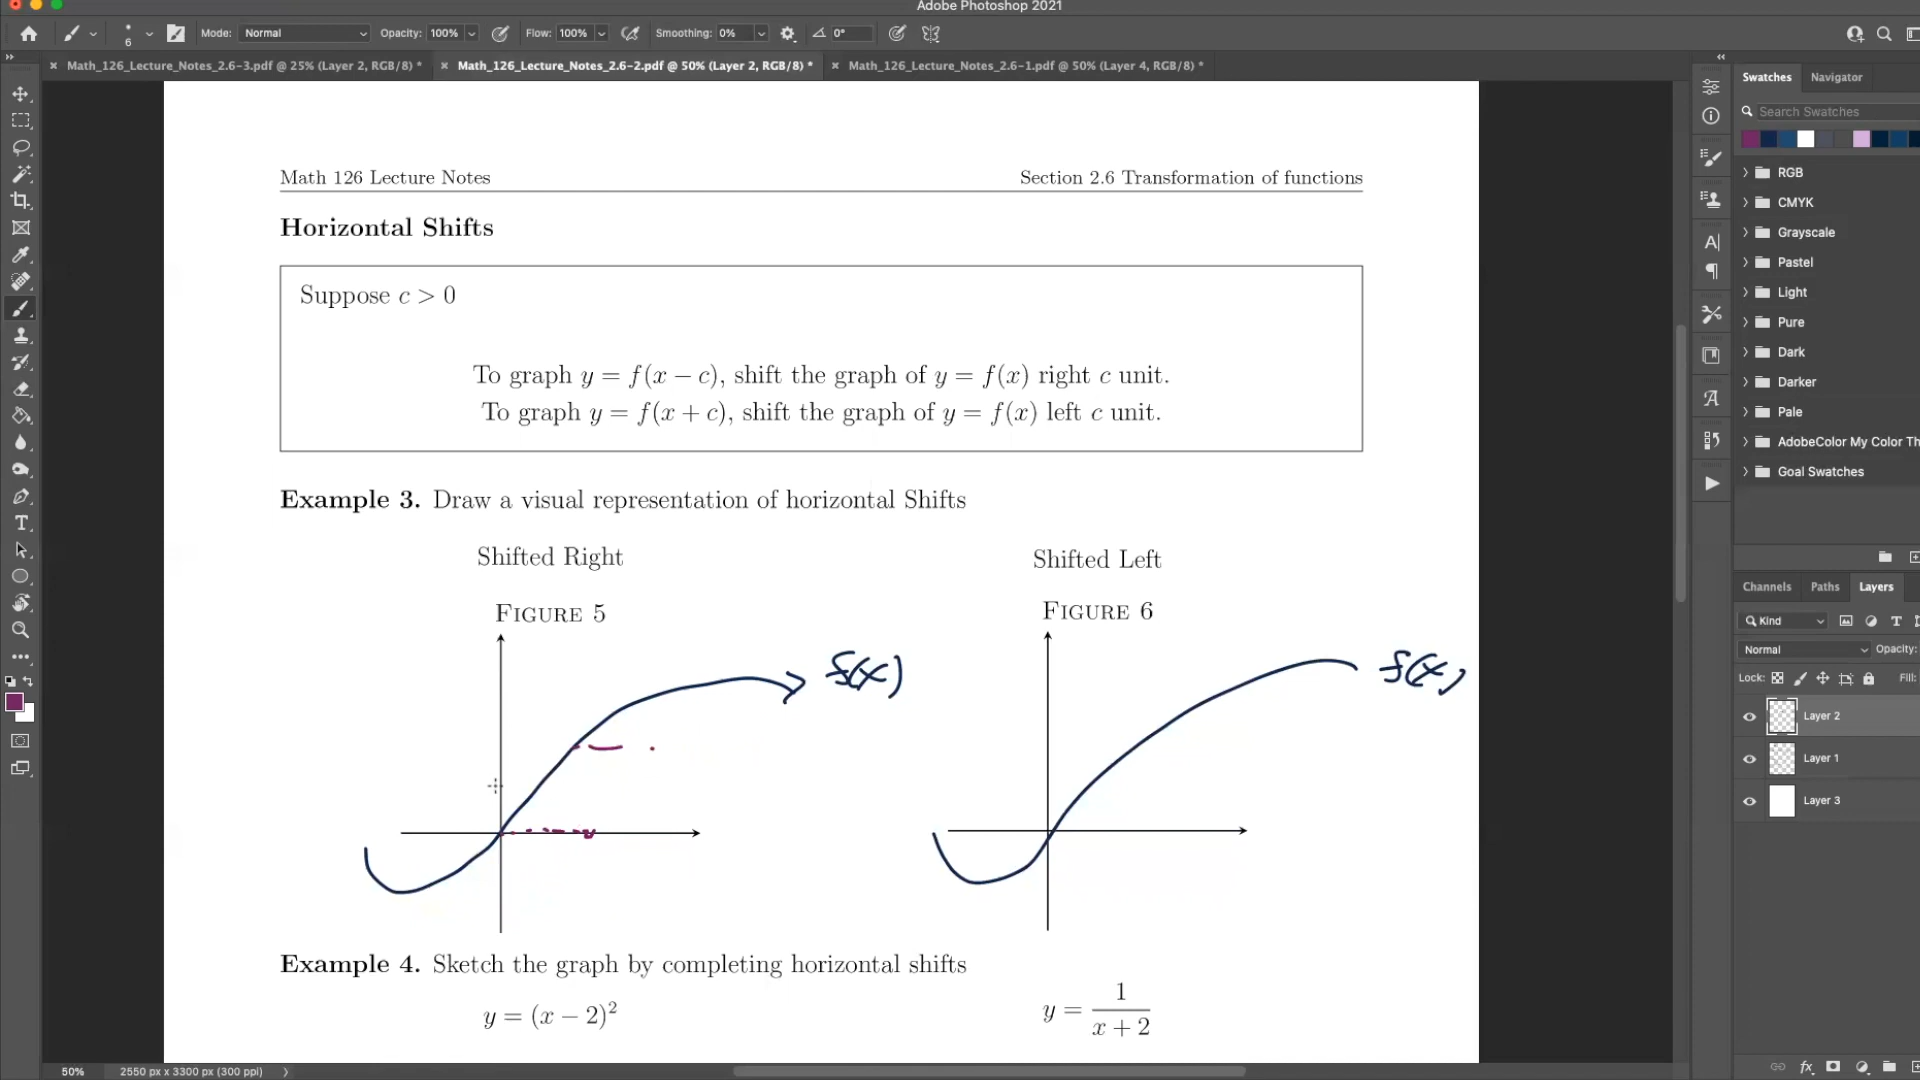 Adobe Photoshop 2021
6 Mode: Normal Opacity: 100% Flow: 100% Smoothing: 0% 0°
Math_126_Lecture_Notes_2.6-3.pdf @ 25% (Layer 2, RGB/8) * Math_126_Lecture_Notes_2.6-2.pdf @ 50% (Layer 2, RGB/8) * Math_126_Lecture_Notes_2.6-1.pdf @ 50% (Layer 4, RGB/8) *
Math 126 Lecture Notes Section 2.6 Transformation of functions
Horizontal Shifts
Suppose c > 0
To graph y = f(x − c), shift the graph of y = f(x) right c unit.
To graph y = f(x + c), shift the graph of y = f(x) left c unit.
Example 3. Draw a visual representation of horizontal Shifts
Shifted Right Shifted Left
FIGURE 5 FIGURE 6
f(x) f(x)
Example 4. Sketch the graph by completing horizontal shifts
y = (x − 2)² y = 1/(x + 2)
50% 2550 px x 3300 px (300 ppi)
Swatches Navigator
Search Swatches
RGB
CMYK
Grayscale
Pastel
Light
Pure
Dark
Darker
Pale
AdobeColor My Color Th
Goal Swatches
Channels Paths Layers
Kind
Normal Opacity:
Lock: Fill:
Layer 2
Layer 1
Layer 3
fx